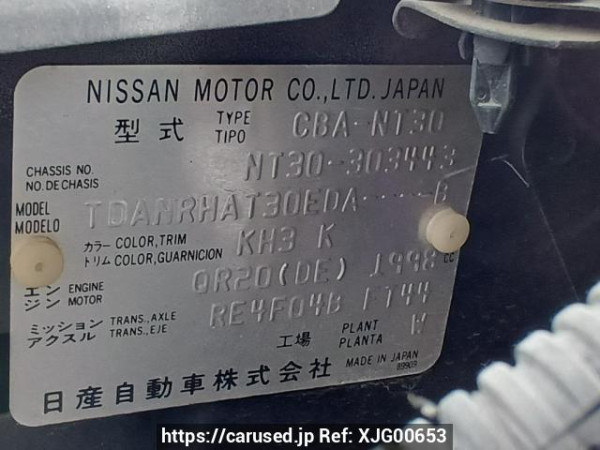 NISSAN MOTOR CO.,LTD. JAPAN
型式 TYPE TIPO CBA-NT30
CHASSIS NO. NO. DE CHASIS NT30-303443
MODEL MODELO TDANRHAT30EDA-----B
カラー COLOR,TRIM トリム COLOR,GUARNICION KH3 K
エンジン ENGINE MOTOR QR20(DE) 1998 CC
ミッション TRANS.,AXLE アクスル TRANS.,EJE RE4F04B FT44
工場 PLANT PLANTA W
日産自動車株式会社 MADE IN JAPAN
https://carused.jp Ref: XJG00653